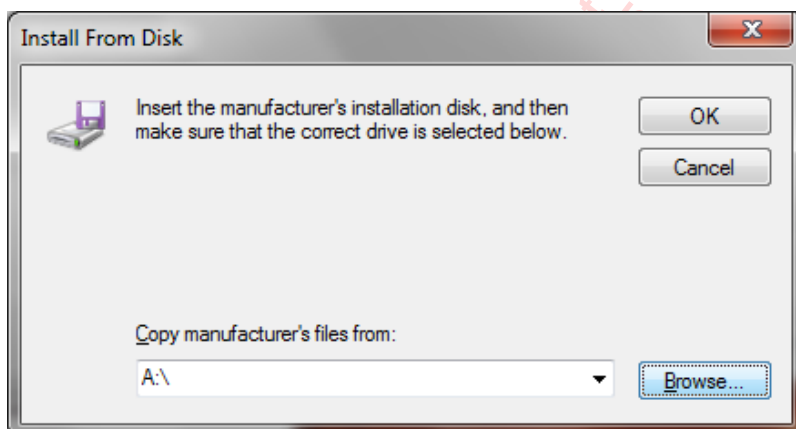 Install From Disk
Insert the manufacturer's installation disk, and then
make sure that the correct drive is selected below.
OK
Cancel
Copy manufacturer's files from:
A:\
Browse...